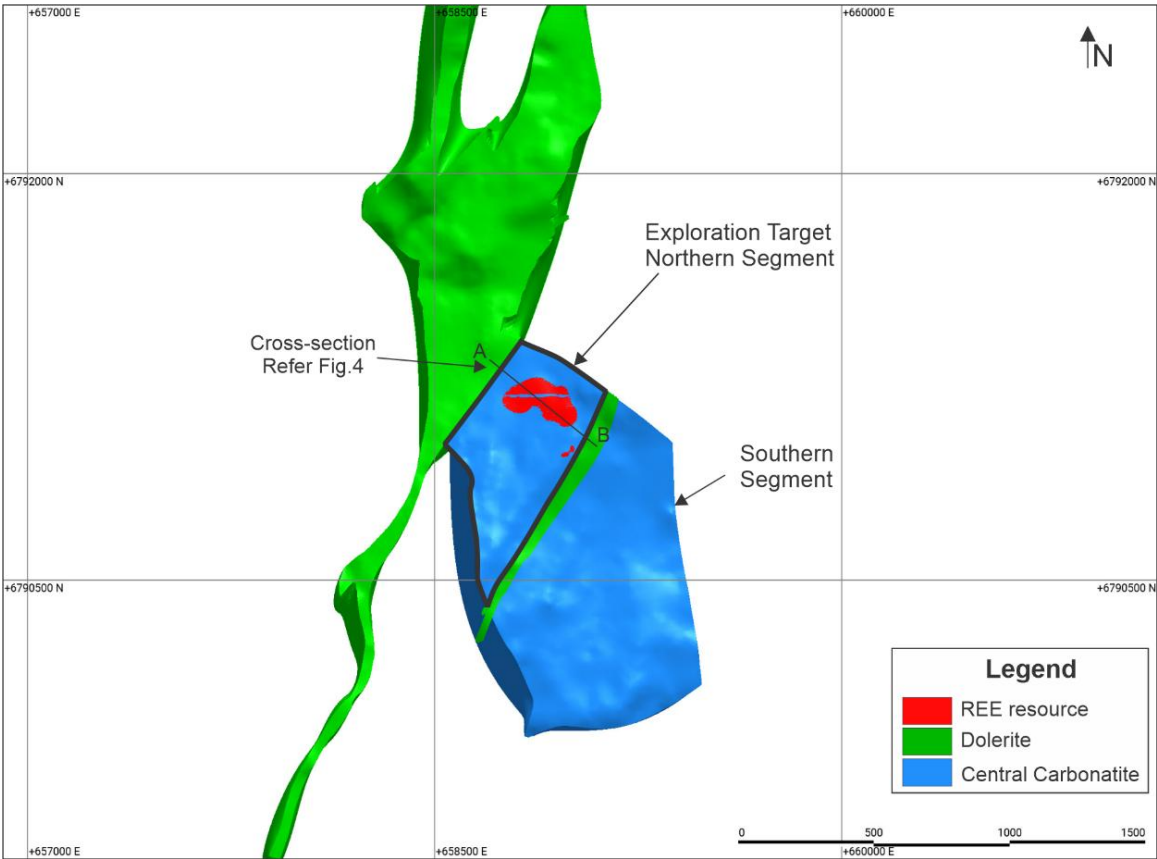 +657000 E
+658500 E
+660000 E
N
+6792000 N
+6792000 N
Exploration Target
Northern Segment
Cross-section
Refer Fig.4
A
B
Southern
Segment
+6790500 N
+6790500 N
Legend
REE resource
Dolerite
Central Carbonatite
0 500 1000 1500
+657000 E
+658500 E
+660000 E